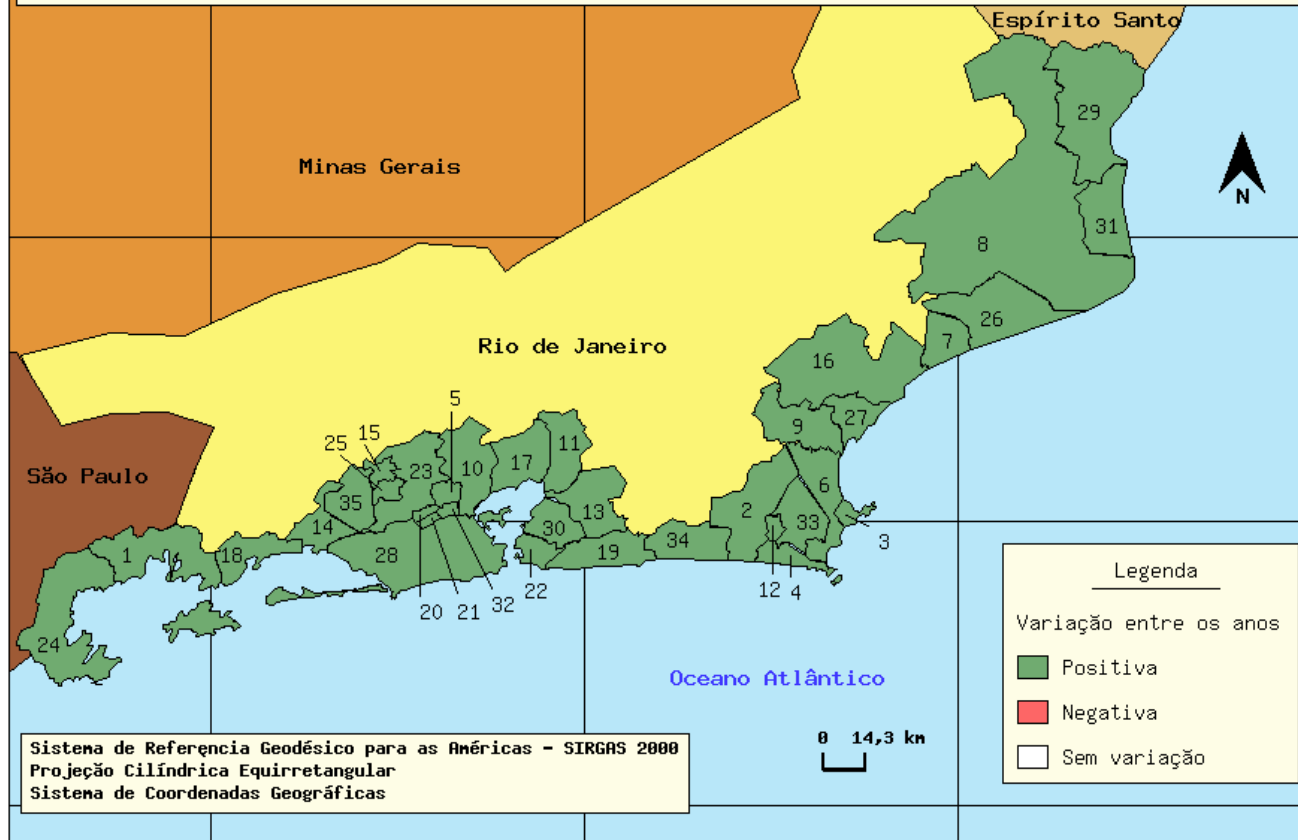 Espírito Santo
Minas Gerais
29
N
31
8
26
Rio de Janeiro
7
16
5
27
15
9
25
11
23
17
10
São Paulo
6
35
2
13
14
30
33
3
1
18
28
19
34
12
4
22
32
20
21
24
Legenda
Variação entre os anos
Positiva
Negativa
Sem variação
Oceano Atlântico
0 14,3 km
Sistema de Referençia Geodésico para as Américas - SIRGAS 2000
Projeção Cilíndrica Equirretangular
Sistema de Coordenadas Geográficas